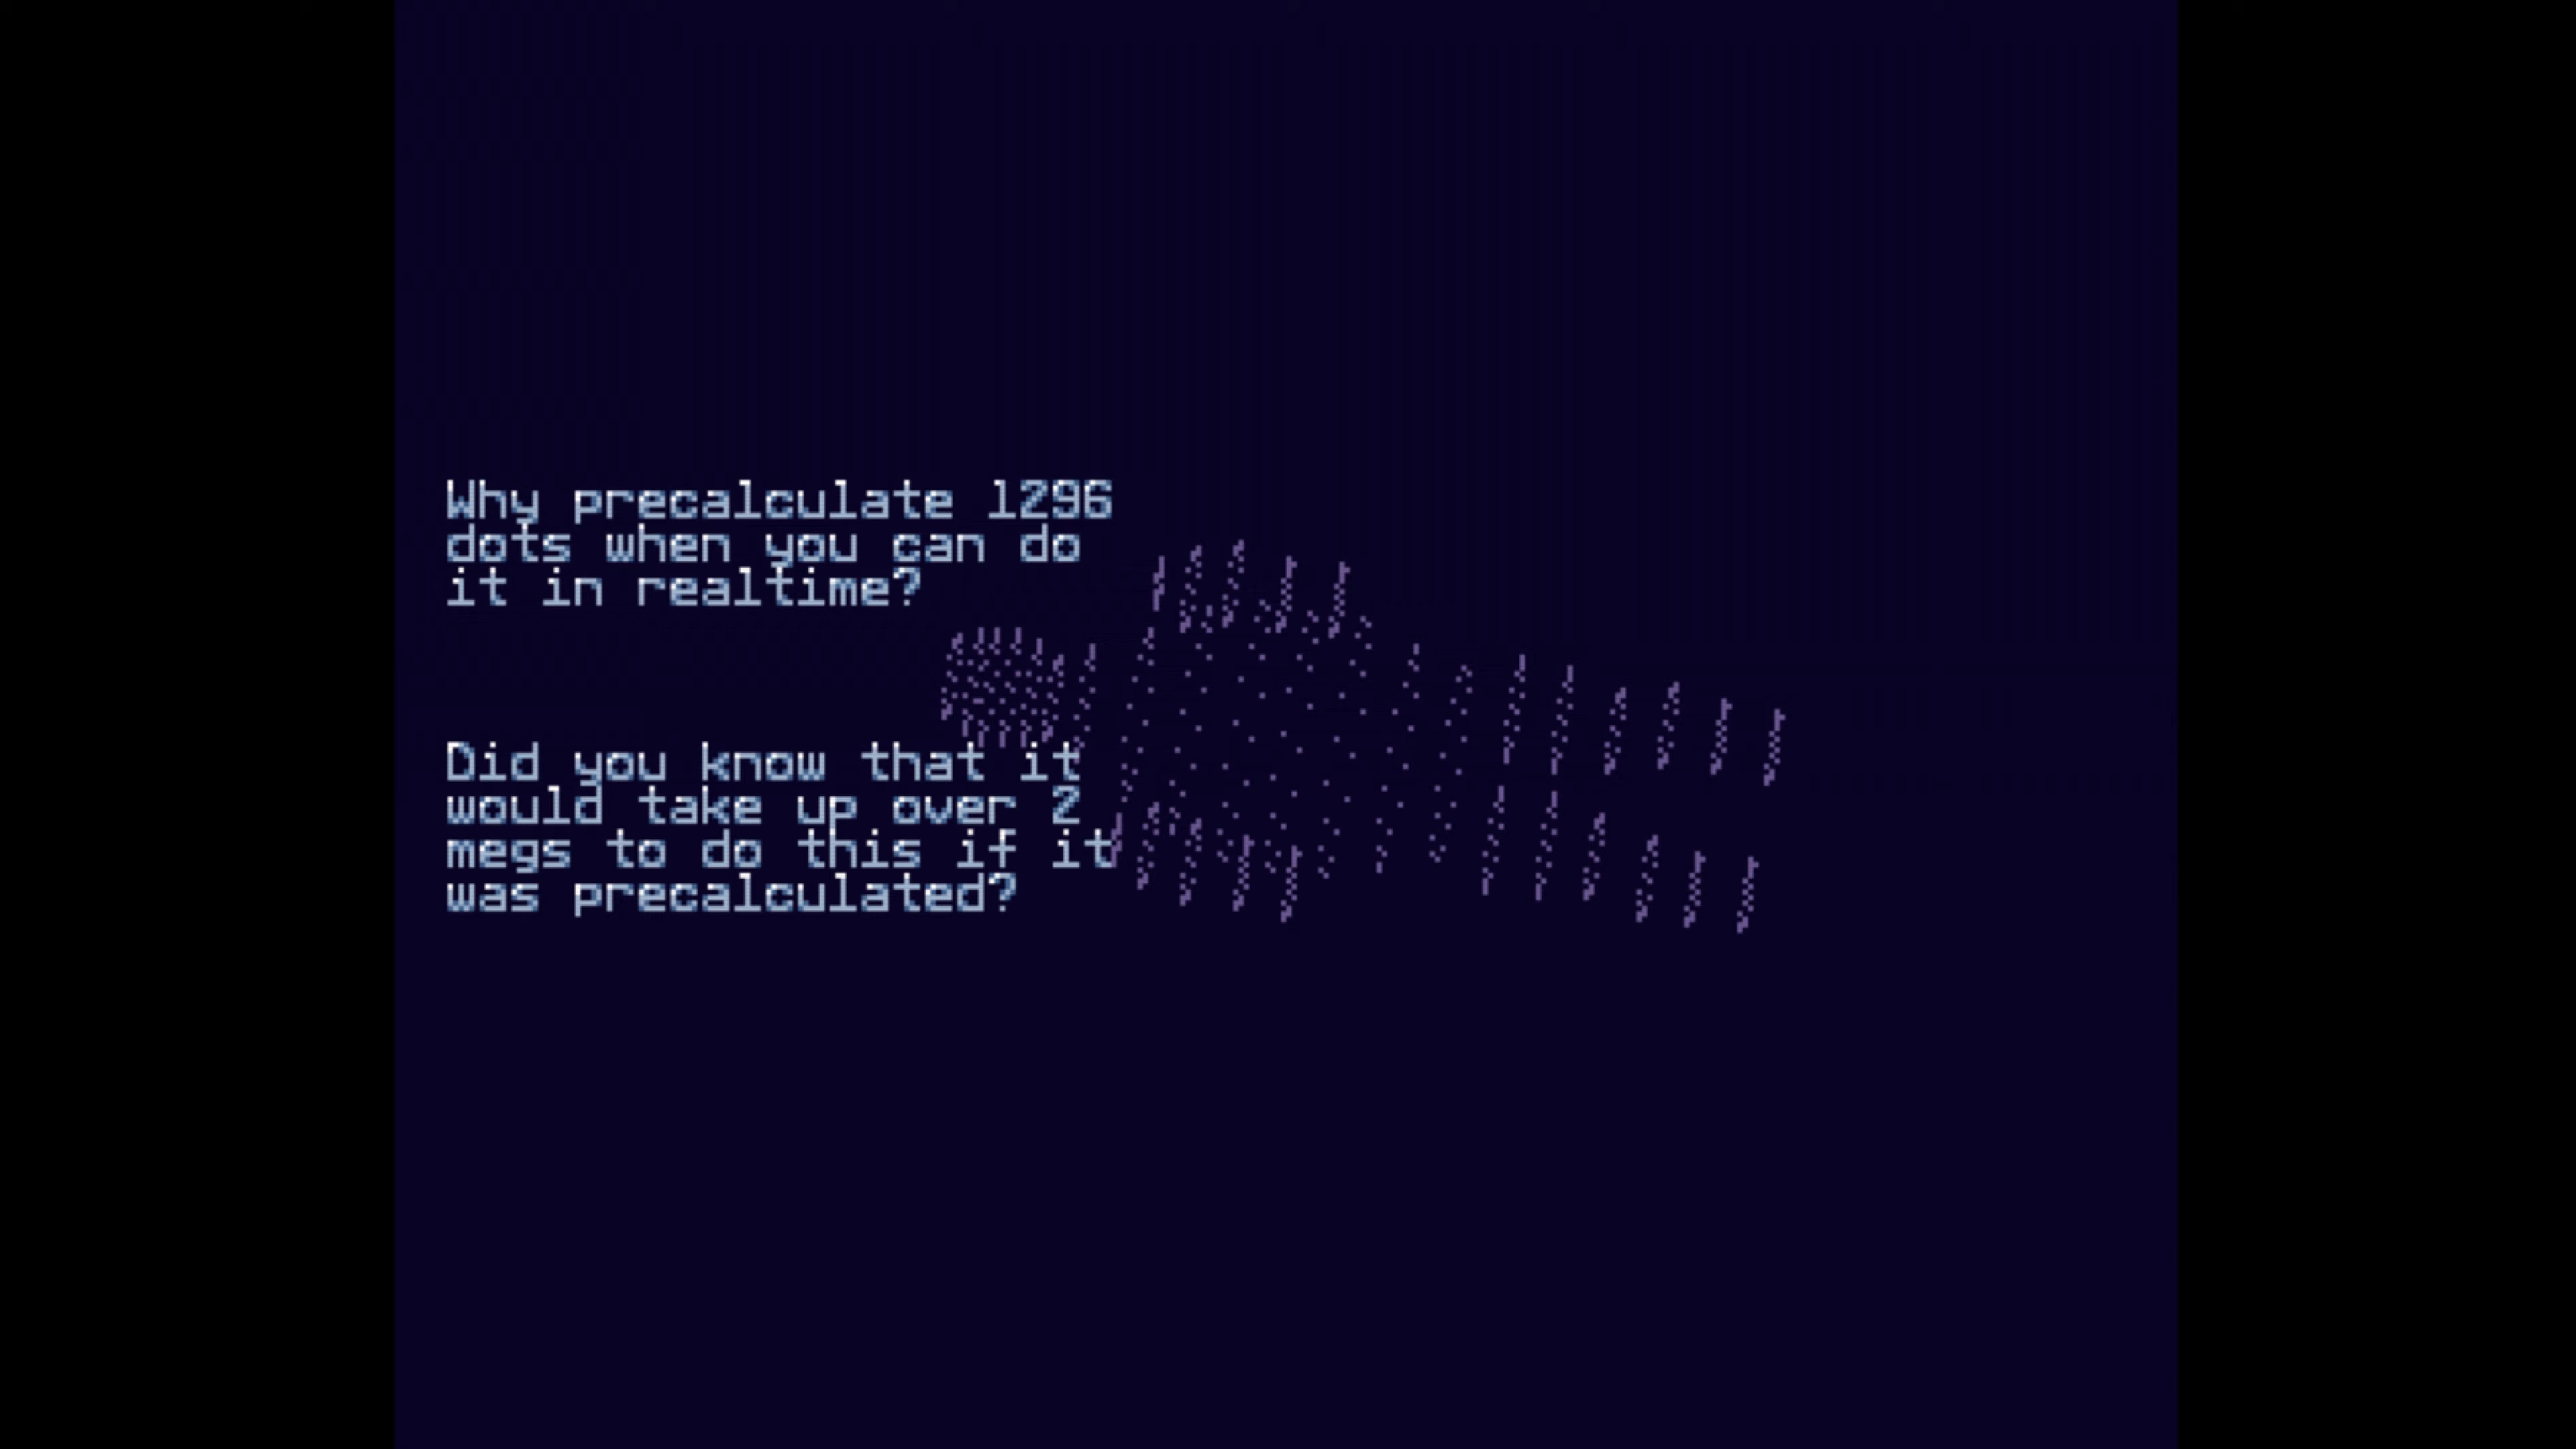 Why precalculate 1296
dots when you can do
it in realtime?
Did you know that it
would take up over 2
megs to do this if it
was precalculated?